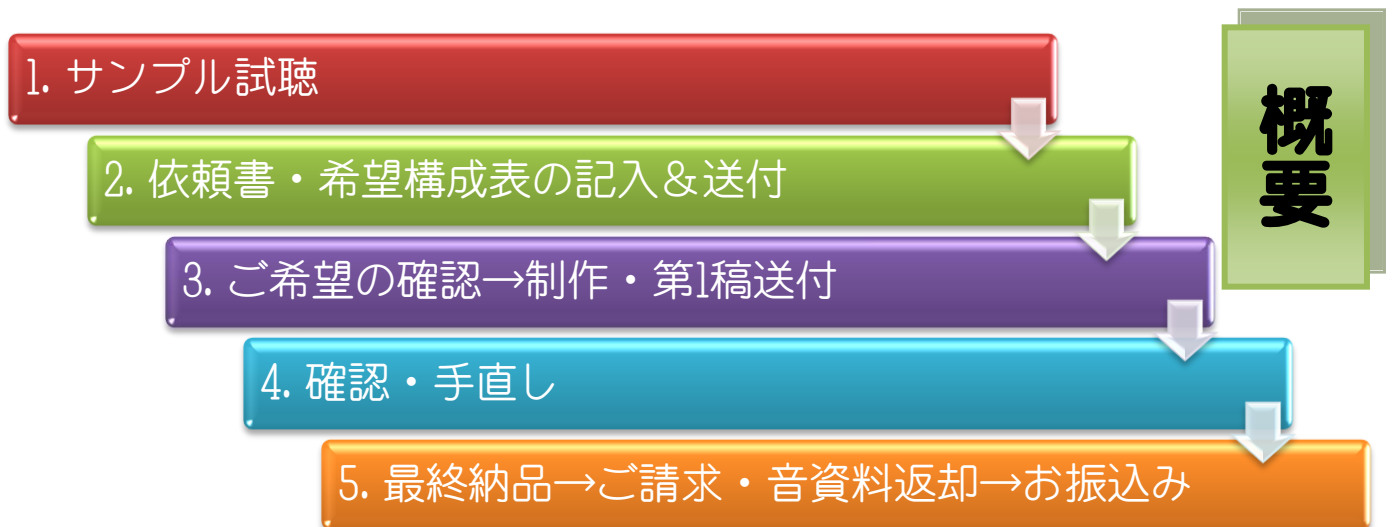 概要
1. サンプル試聴
2. 依頼書・希望構成表の記入&送付
3. ご希望の確認→制作・第1稿送付
4. 確認・手直し
5. 最終納品→ご請求・音資料返却→お振込み